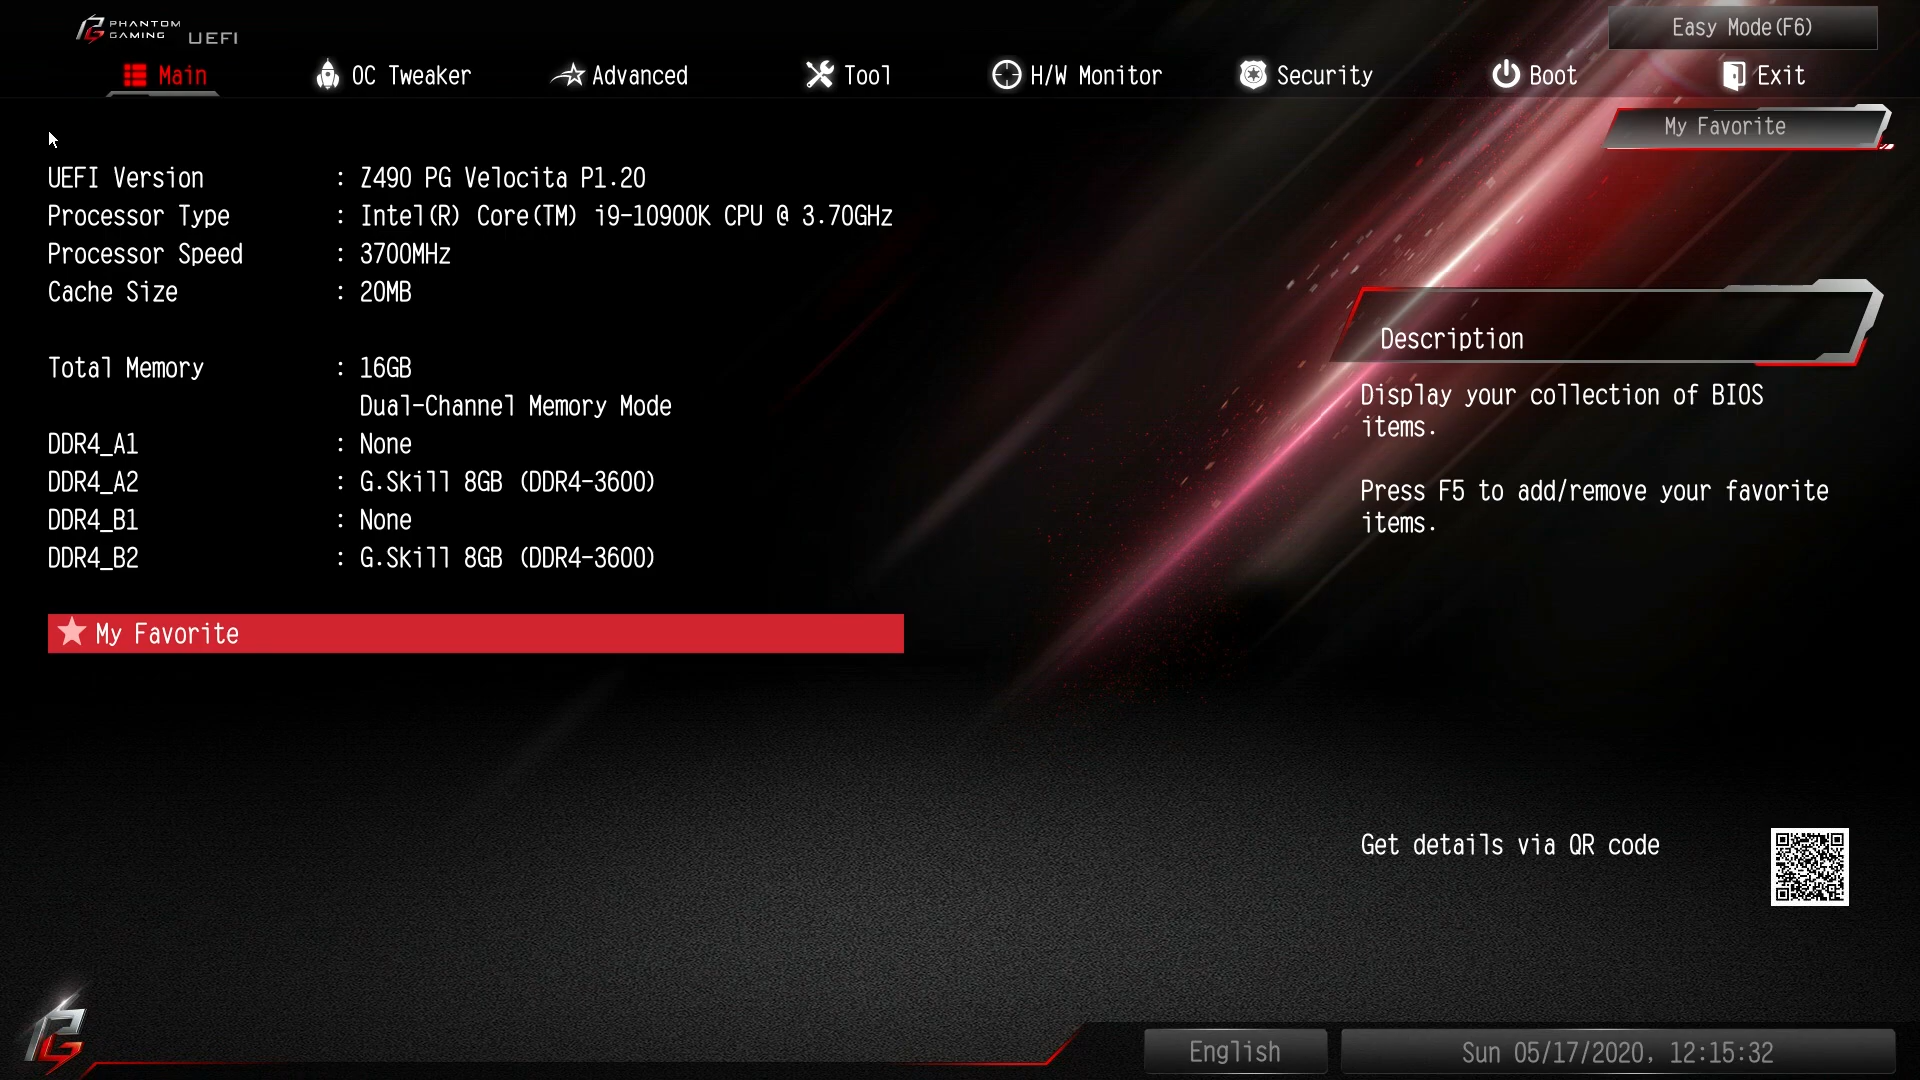 PHANTOM
GAMING UEFI
Easy Mode(F6)
Main OC Tweaker Advanced Tool H/W Monitor Security Boot Exit
My Favorite
UEFI Version : Z490 PG Velocita P1.20
Processor Type : Intel(R) Core(TM) i9-10900K CPU @ 3.70GHz
Processor Speed : 3700MHz
Cache Size : 20MB
Total Memory : 16GB
Dual-Channel Memory Mode
DDR4_A1 : None
DDR4_A2 : G.Skill 8GB (DDR4-3600)
DDR4_B1 : None
DDR4_B2 : G.Skill 8GB (DDR4-3600)
My Favorite
Description
Display your collection of BIOS
items.
Press F5 to add/remove your favorite
items.
Get details via QR code
English
Sun 05/17/2020, 12:15:32